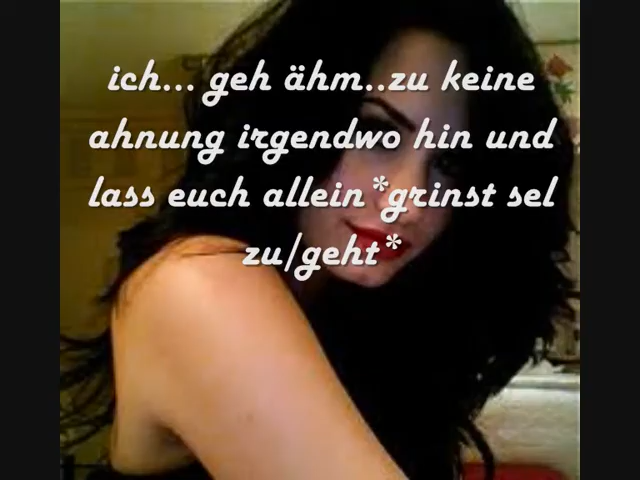 ich... geh ähm..zu keine
ahnung irgendwo hin und
lass euch allein*grinst sel
zu/geht*